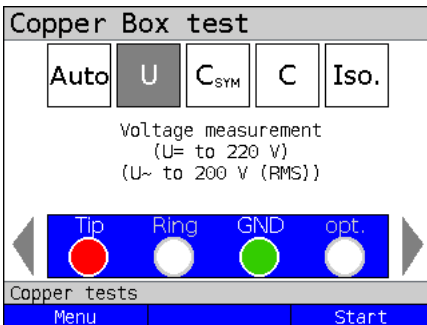 Copper Box test
Auto U CSYM C Iso.
Voltage measurement
(U= to 220 V)
(U~ to 200 V (RMS))
Tip Ring GND opt.
Copper tests
Menu Start